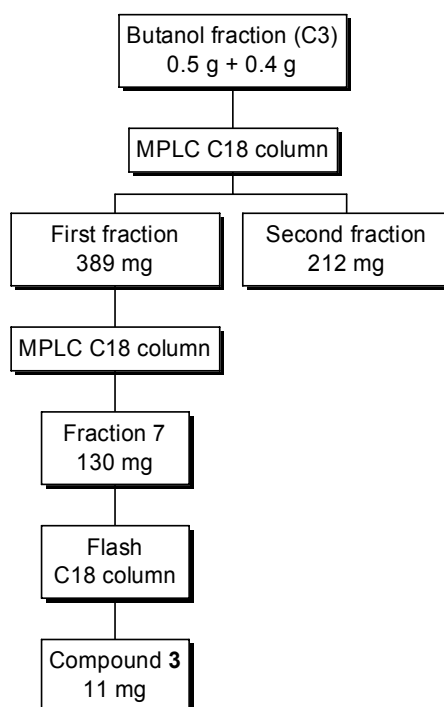 Butanol fraction (C3)
0.5 g + 0.4 g
MPLC C18 column
First fraction
389 mg
Second fraction
212 mg
MPLC C18 column
Fraction 7
130 mg
Flash
C18 column
Compound 3
11 mg